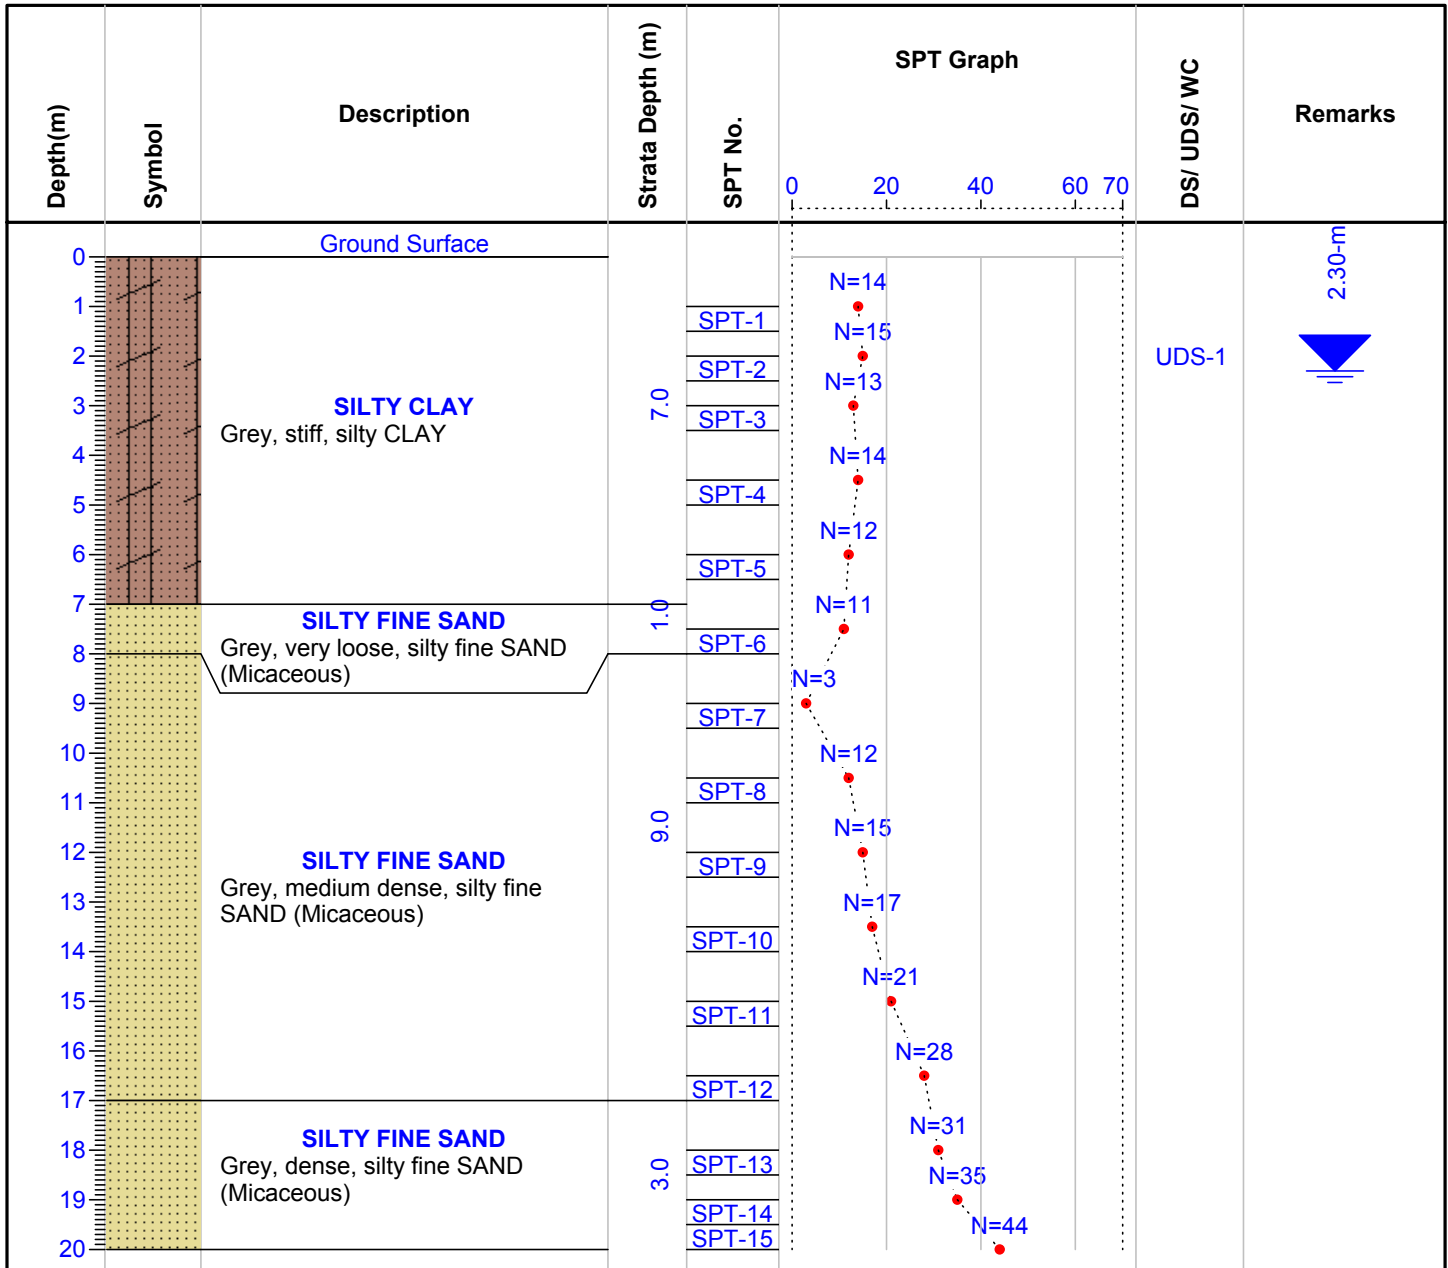 Depth(m)
Symbol
Description
Strata Depth (m)
SPT No.
SPT Graph
0 20 40 60 70
DS/ UDS/ WC
Remarks
Ground Surface
2.30-m
0
1
2
3
4
5
6
7
8
9
10
11
12
13
14
15
16
17
18
19
20
SILTY CLAY
Grey, stiff, silty CLAY
SILTY FINE SAND
Grey, very loose, silty fine SAND
(Micaceous)
SILTY FINE SAND
Grey, medium dense, silty fine
SAND (Micaceous)
SILTY FINE SAND
Grey, dense, silty fine SAND
(Micaceous)
7.0
1.0
9.0
3.0
SPT-1
SPT-2
SPT-3
SPT-4
SPT-5
SPT-6
SPT-7
SPT-8
SPT-9
SPT-10
SPT-11
SPT-12
SPT-13
SPT-14
SPT-15
N=14
N=15
N=13
N=14
N=12
N=11
N=3
N=12
N=15
N=17
N=21
N=28
N=31
N=35
N=44
UDS-1